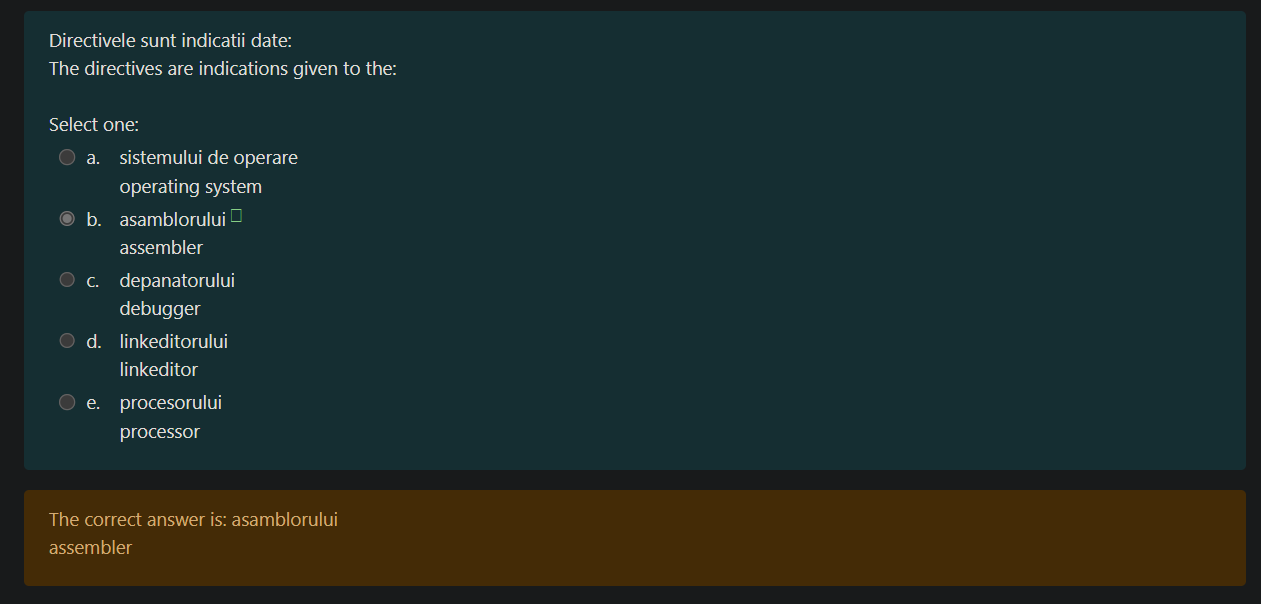 Directivele sunt indicatii date:
The directives are indications given to the:
Select one:
a. sistemului de operare
operating system
b. asamblorului
assembler
c. depanatorului
debugger
d. linkeditorului
linkeditor
e. procesorului
processor
The correct answer is: asamblorului
assembler